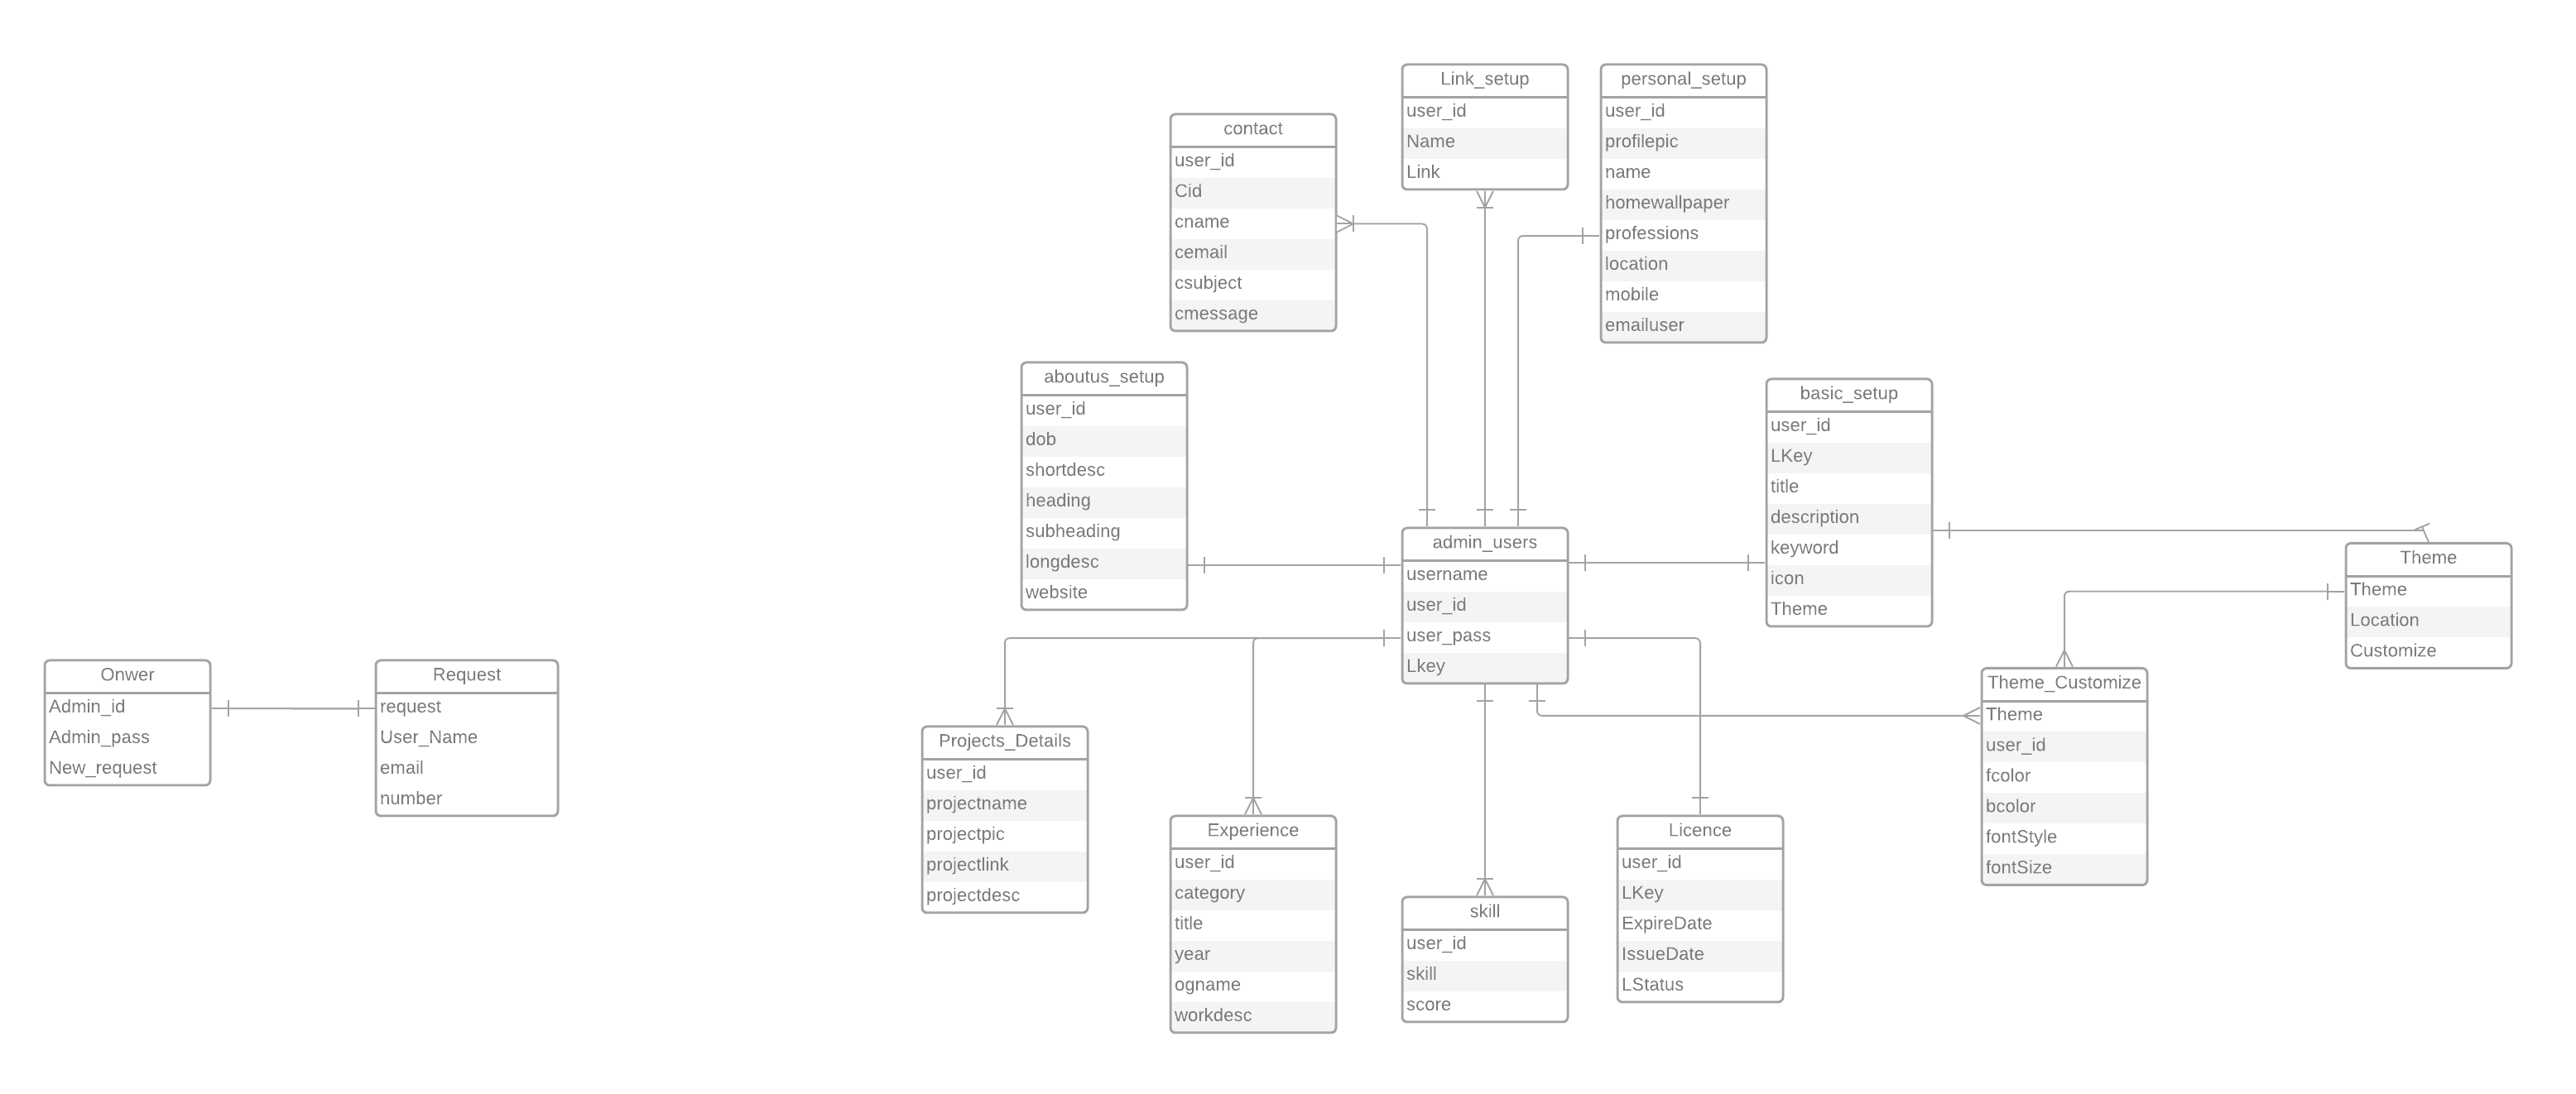 Link_setup
user_id
Name
Link
personal_setup
user_id
profilepic
name
homewallpaper
professions
location
mobile
emailuser
contact
user_id
Cid
cname
cemail
csubject
cmessage
aboutus_setup
user_id
dob
shortdesc
heading
subheading
longdesc
website
basic_setup
user_id
LKey
title
description
keyword
icon
Theme
admin_users
username
user_id
user_pass
Lkey
Theme
Theme
Location
Customize
Onwer
Admin_id
Admin_pass
New_request
Request
request
User_Name
email
number
Theme_Customize
Theme
user_id
fcolor
bcolor
fontStyle
fontSize
Projects_Details
user_id
projectname
projectpic
projectlink
projectdesc
Experience
user_id
category
title
year
ogname
workdesc
skill
user_id
skill
score
Licence
user_id
LKey
ExpireDate
IssueDate
LStatus